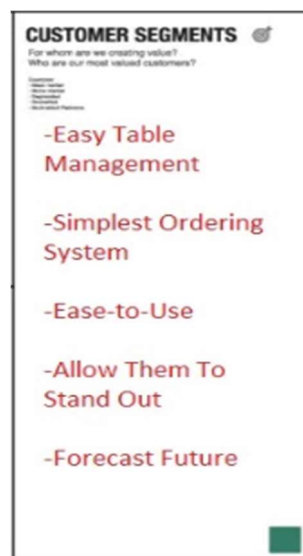 CUSTOMER SEGMENTS
For whom are we creating value?
Who are our most valued customers?
-Easy Table
Management
-Simplest Ordering
System
-Ease-to-Use
-Allow Them To
Stand Out
-Forecast Future